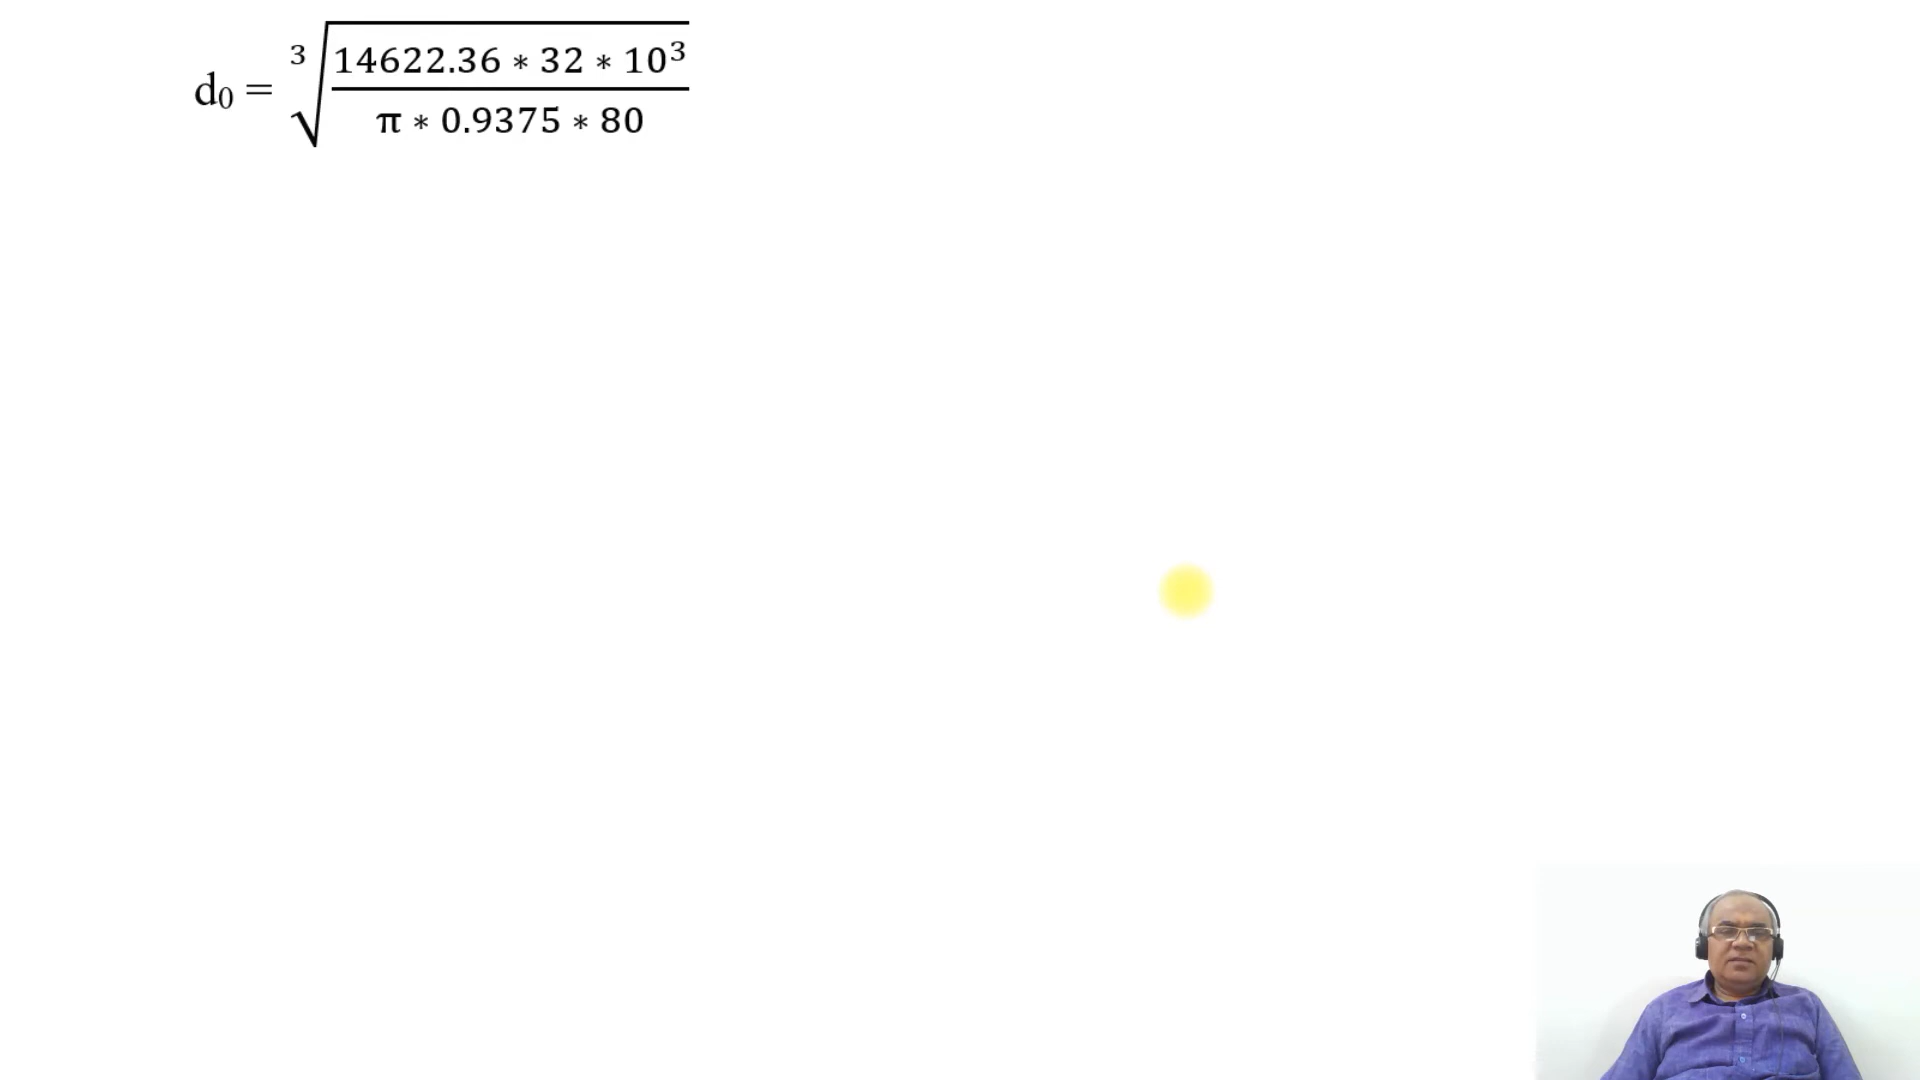 d₀ = ∛((14622.36 ∗ 32 ∗ 10³)/(π ∗ 0.9375 ∗ 80))